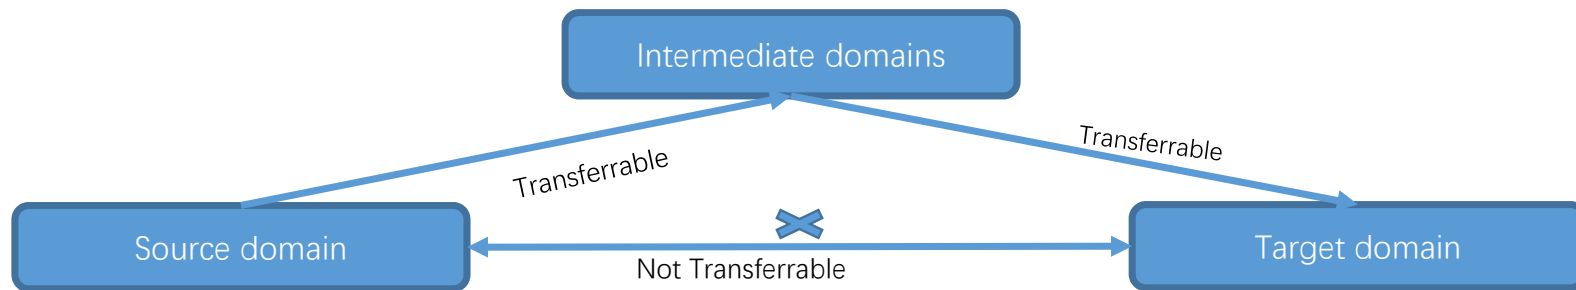 Intermediate domains
Transferrable
Transferrable
Source domain
Target domain
Not Transferrable